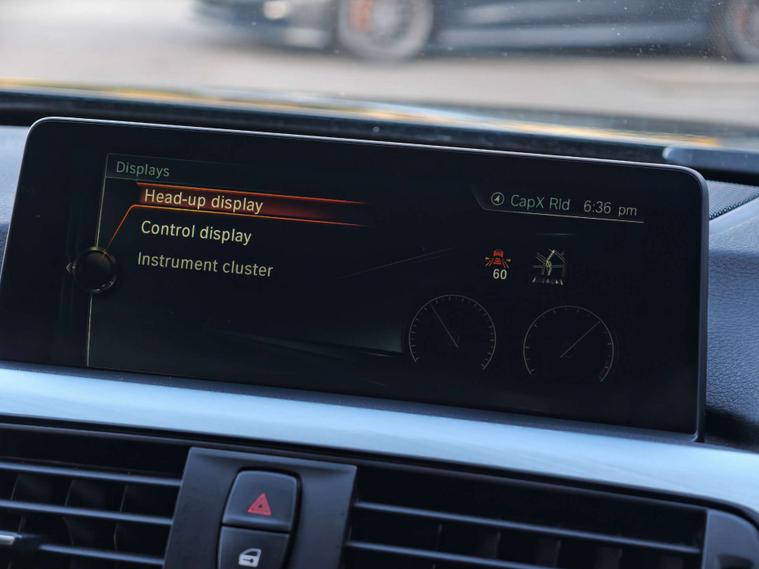 Displays
Head-up display
CapX Rld 6:36 pm
Control display
Instrument cluster
60